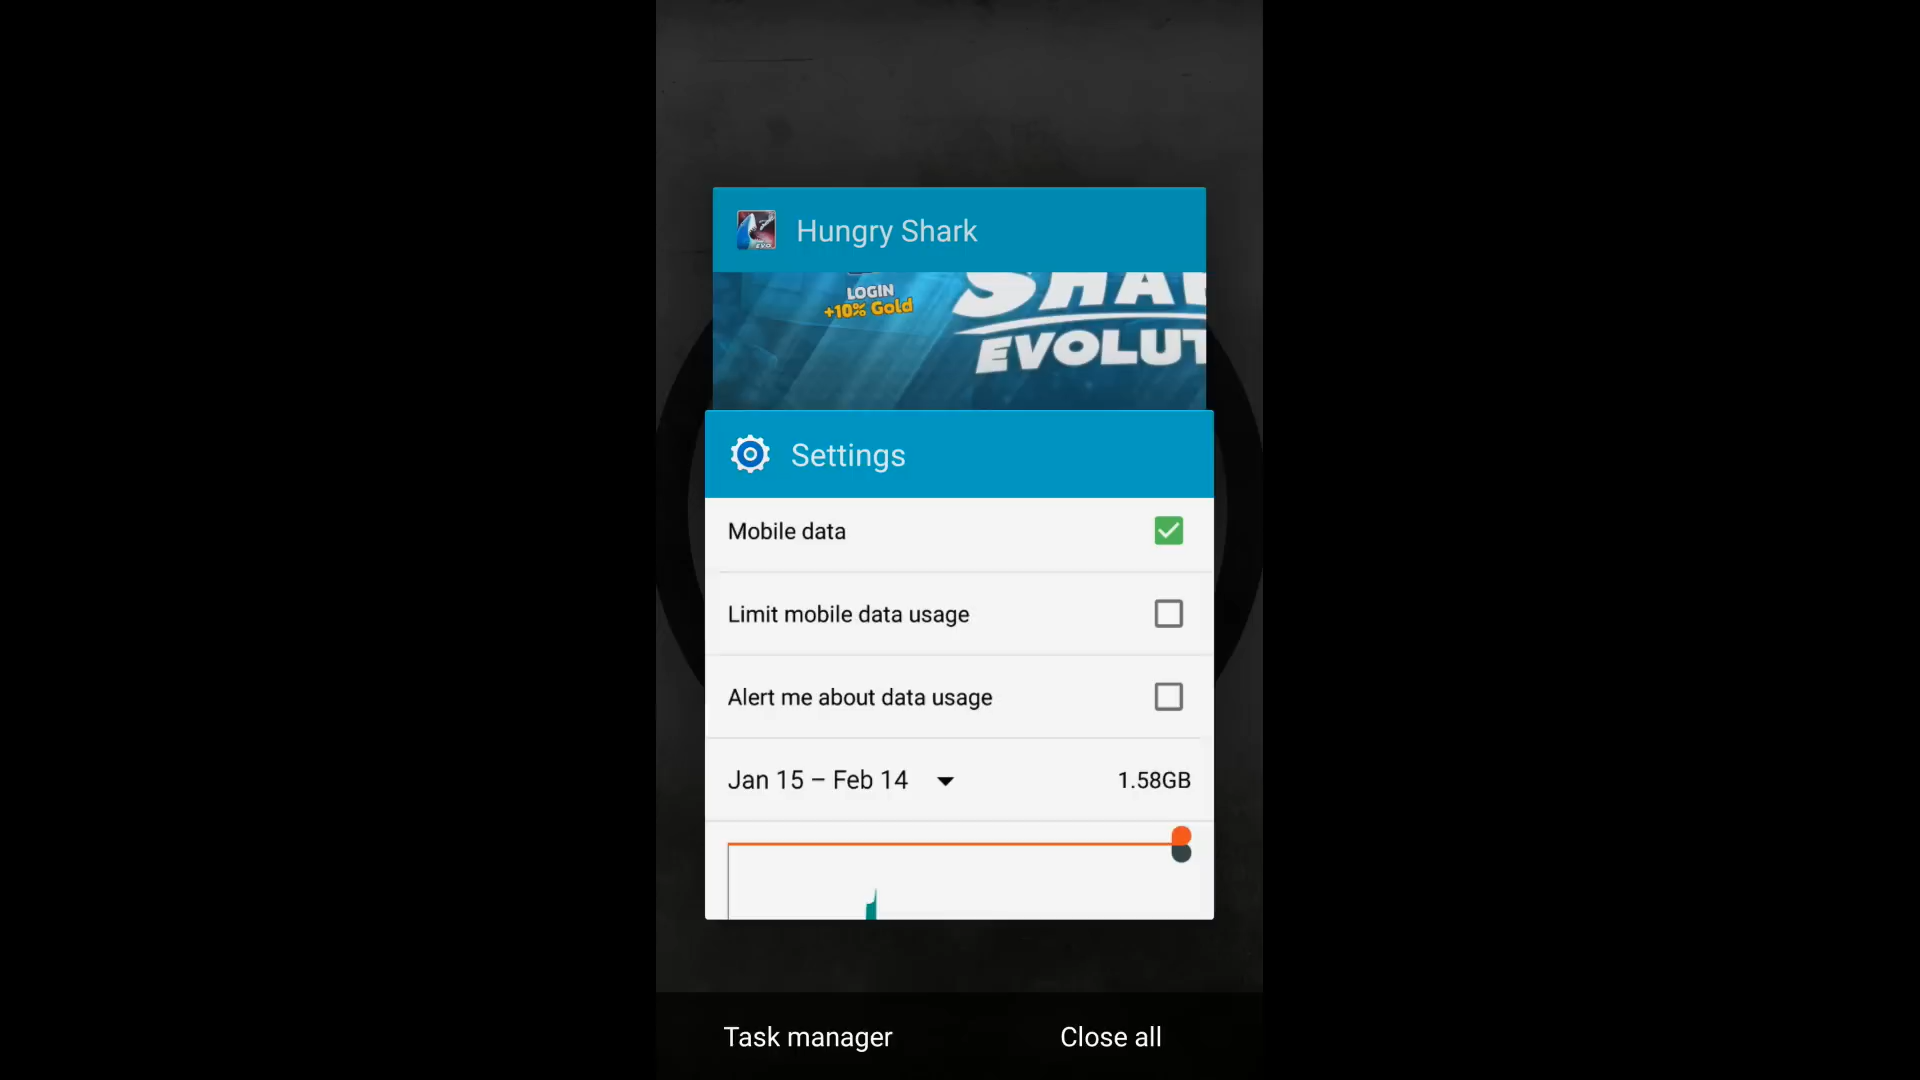 Hungry Shark
LOGIN
+10% Gold
EVOLUT
Settings
Mobile data
Limit mobile data usage
Alert me about data usage
Jan 15 – Feb 14
1.58GB
Task manager
Close all